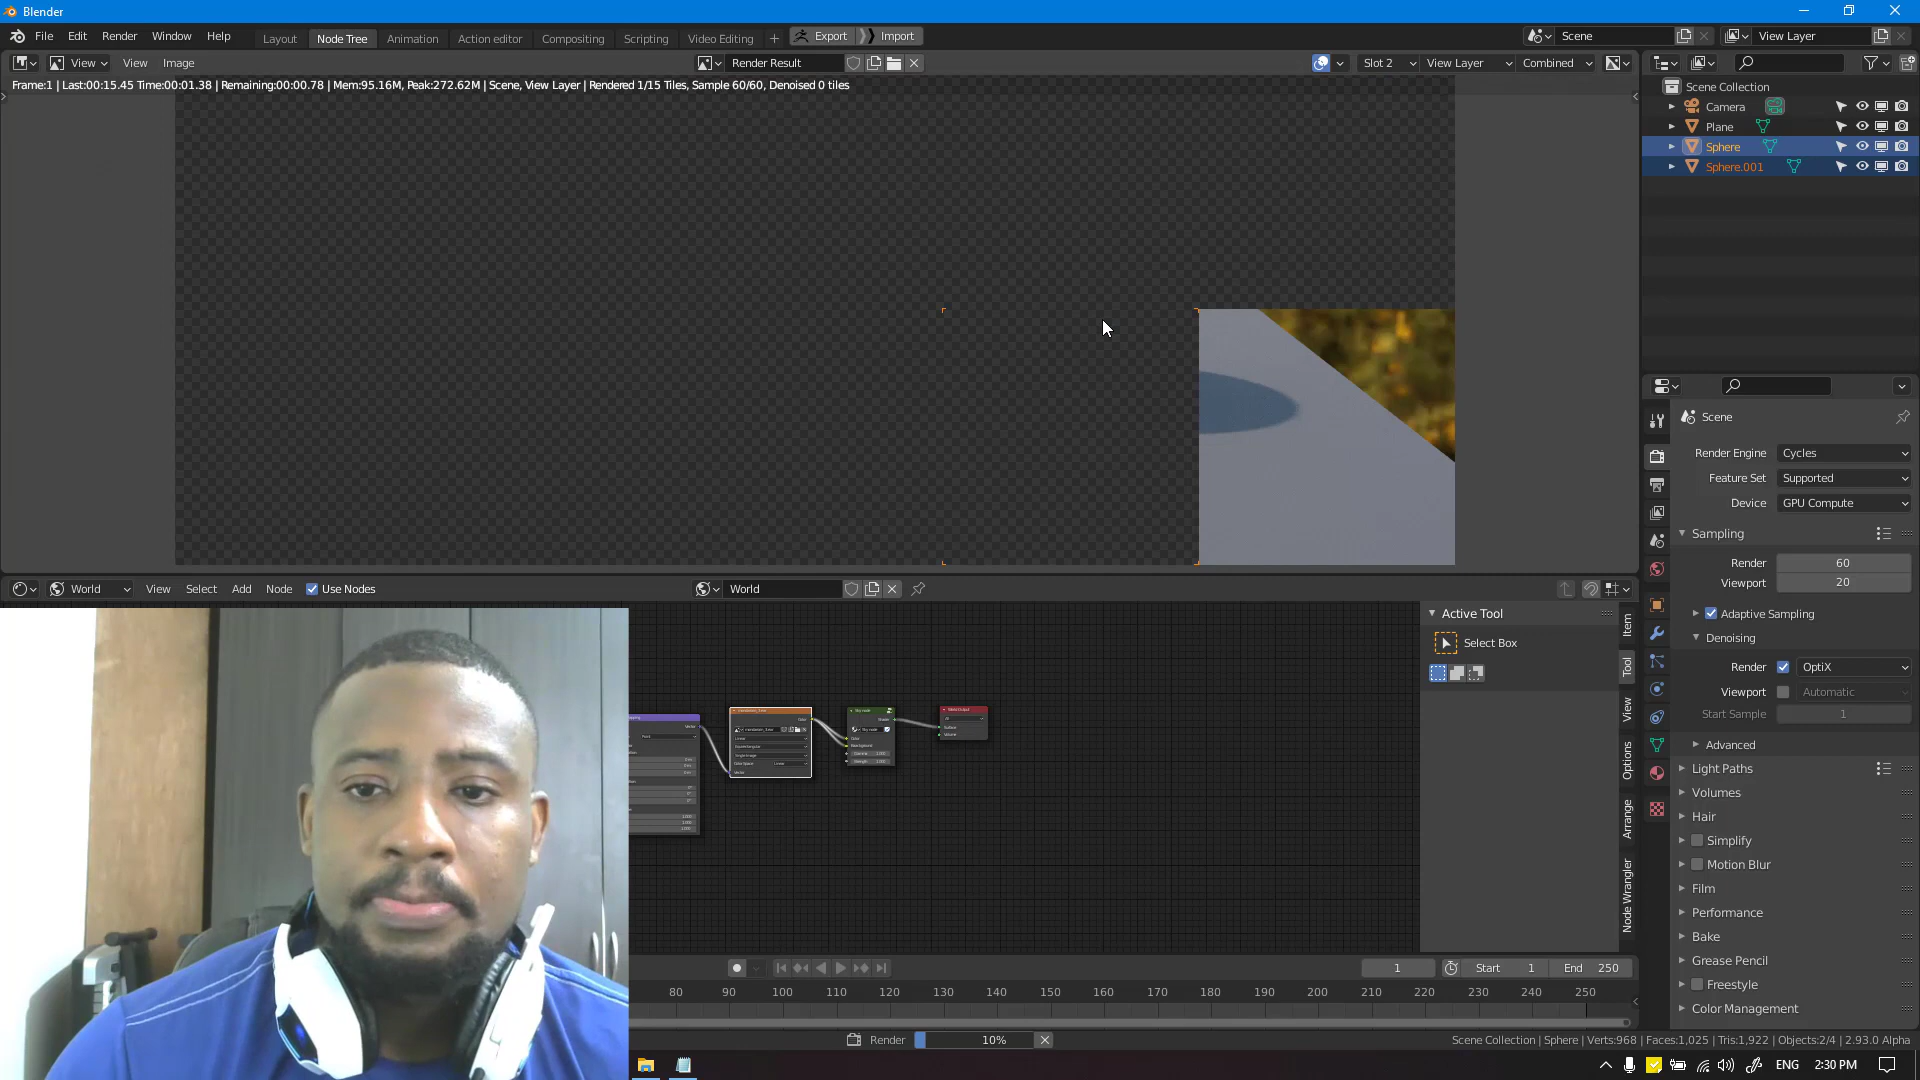 Blender
File Edit Render Window Help Layout Node Tree Animation Action editor Compositing Scripting Video Editing + Export Import Scene View Layer
View View Image Render Result Slot 2 View Layer Combined
Frame:1 | Last:00:15.45 Time:00:01.38 | Remaining:00:00.78 | Mem:95.16M, Peak:272.62M | Scene, View Layer | Rendered 1/15 Tiles, Sample 60/60, Denoised 0 tiles
Scene Collection
Camera
Plane
Sphere
Sphere.001
Scene
Render Engine Cycles
Feature Set Supported
Device GPU Compute
Sampling
Render 60
Viewport 20
Adaptive Sampling
Denoising
Render OptiX
Viewport Automatic
Start Sample 1
Advanced
Light Paths
Volumes
Hair
Simplify
Motion Blur
Film
Performance
Bake
Grease Pencil
Freestyle
Color Management
World View Select Add Node Use Nodes World
Active Tool
Select Box
Item
Tool
View
Options
Arrange
Node Wrangler
1 Start 1 End 250
80 90 100 110 120 130 140 150 160 170 180 190 200 210 220 230 240 250
Render 10%
Scene Collection | Sphere | Verts:968 | Faces:1,025 | Tris:1,922 | Objects:2/4 | 2.93.0 Alpha
ENG 2:30 PM